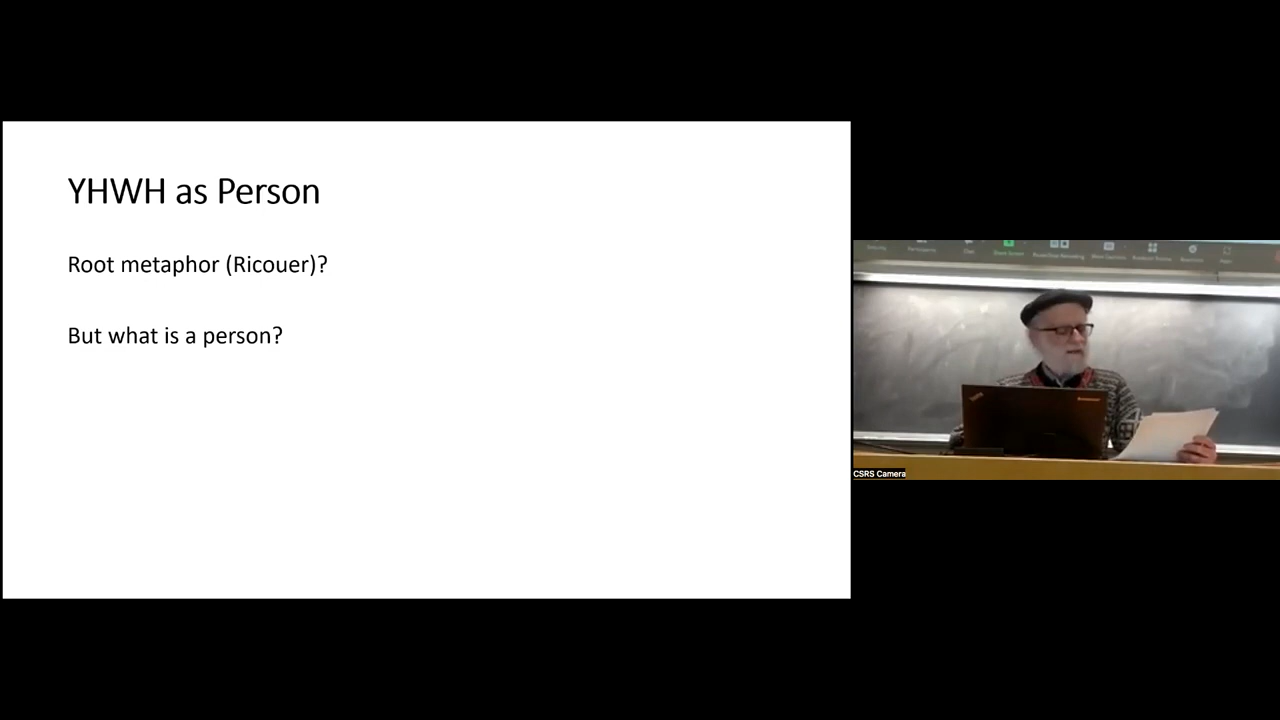 YHWH as Person
Root metaphor (Ricouer)?
But what is a person?
CSRS Camera